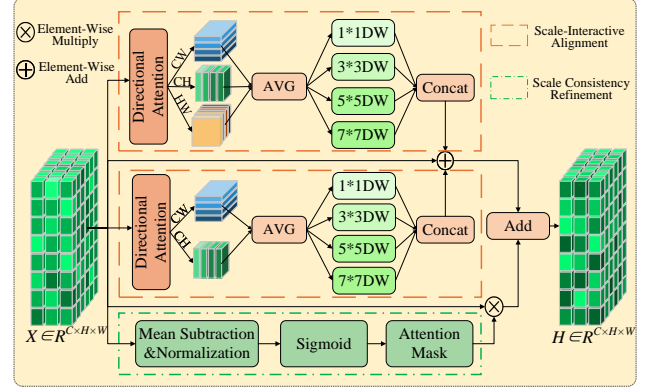 Element-Wise
Multiply
Element-Wise
Add
Directional
Attention
CW
CH
HW
AVG
1*1DW
3*3DW
5*5DW
7*7DW
Concat
Scale-Interactive
Alignment
Scale Consistency
Refinement
Directional
Attention
CW
CH
AVG
1*1DW
3*3DW
5*5DW
7*7DW
Concat
Add
X∈R^{C×H×W}
H∈R^{C×H×W}
Mean Subtraction
&Normalization
Sigmoid
Attention
Mask